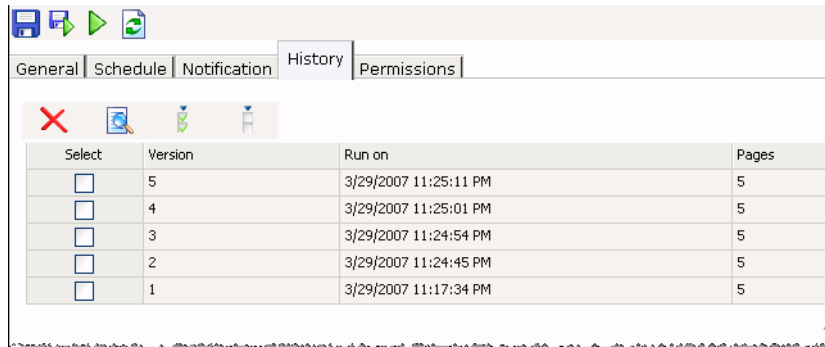 General Schedule Notification History Permissions
Select Version Run on Pages
5 3/29/2007 11:25:11 PM 5
4 3/29/2007 11:25:01 PM 5
3 3/29/2007 11:24:54 PM 5
2 3/29/2007 11:24:45 PM 5
1 3/29/2007 11:17:34 PM 5